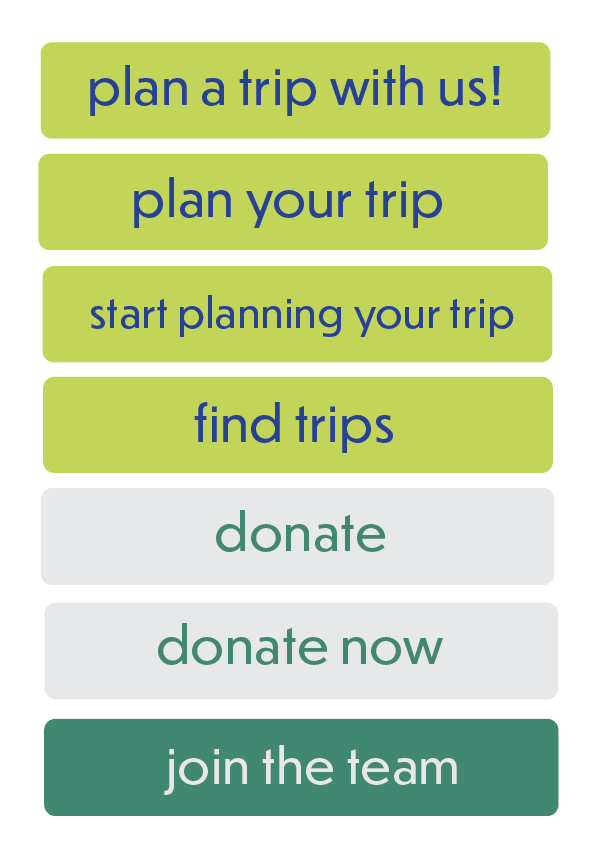 plan a trip with us!
plan your trip
start planning your trip
find trips
donate
donate now
join the team